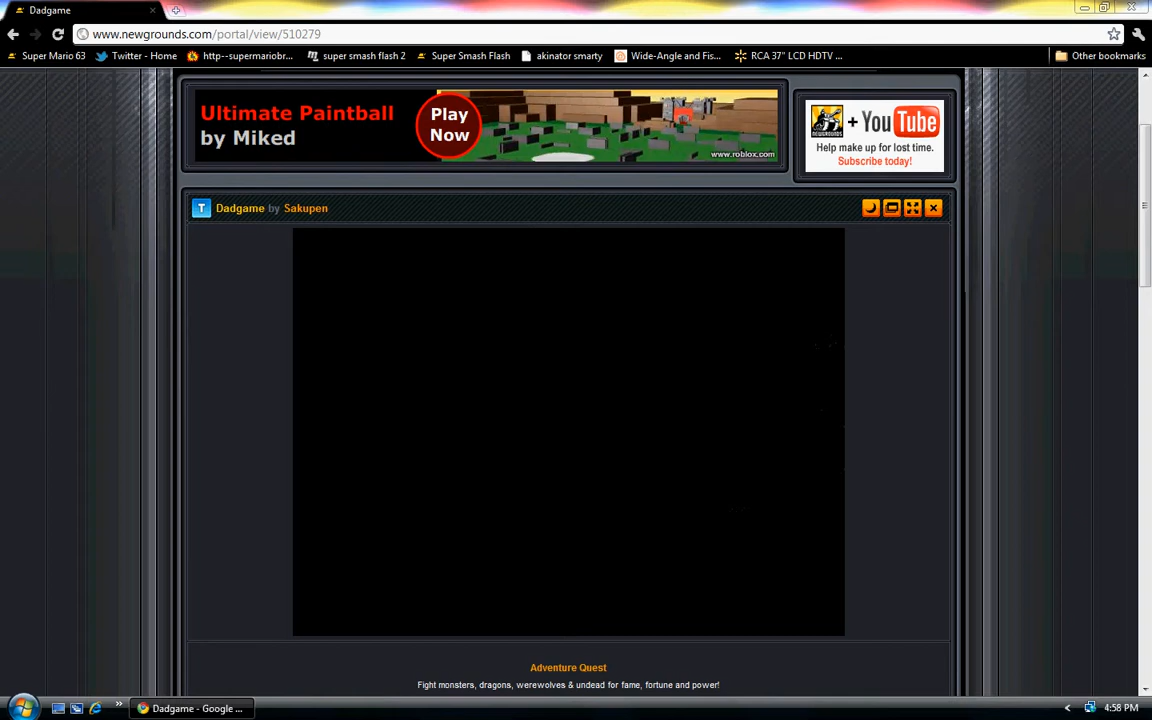 Dadgame
www.newgrounds.com/portal/view/510279
Super Mario 63
Twitter - Home
http--supermariobr...
super smash flash 2
Super Smash Flash
akinator smarty
Wide-Angle and Fis...
RCA 37" LCD HDTV ...
Other bookmarks
Ultimate Paintball
by Miked
Play
Now
www.roblox.com
NEWGROUNDS
+ You Tube
Help make up for lost time.
Subscribe today!
T
Dadgame by Sakupen
Adventure Quest
Fight monsters, dragons, werewolves & undead for fame, fortune and power!
Dadgame - Google ...
4:58 PM